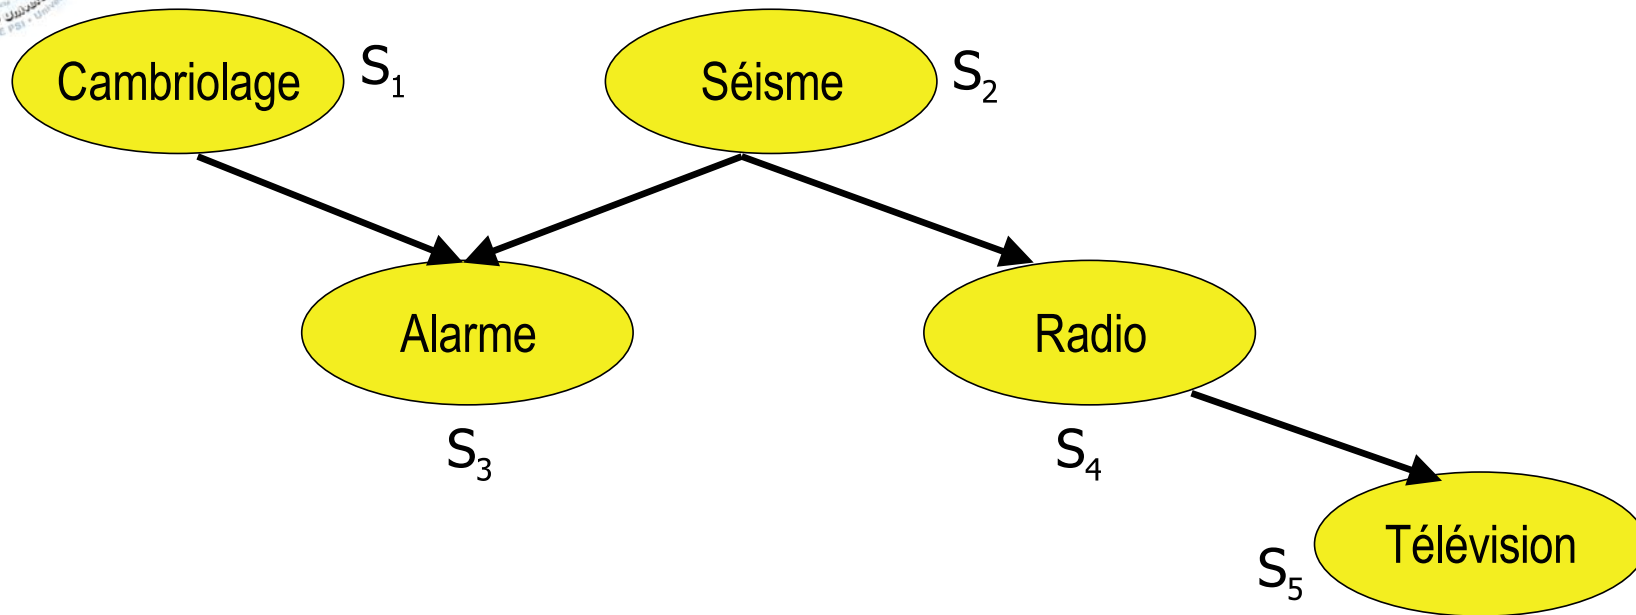 Cambriolage S₁ Séisme S₂
Alarme Radio
S₃ S₄
Télévision
S₅